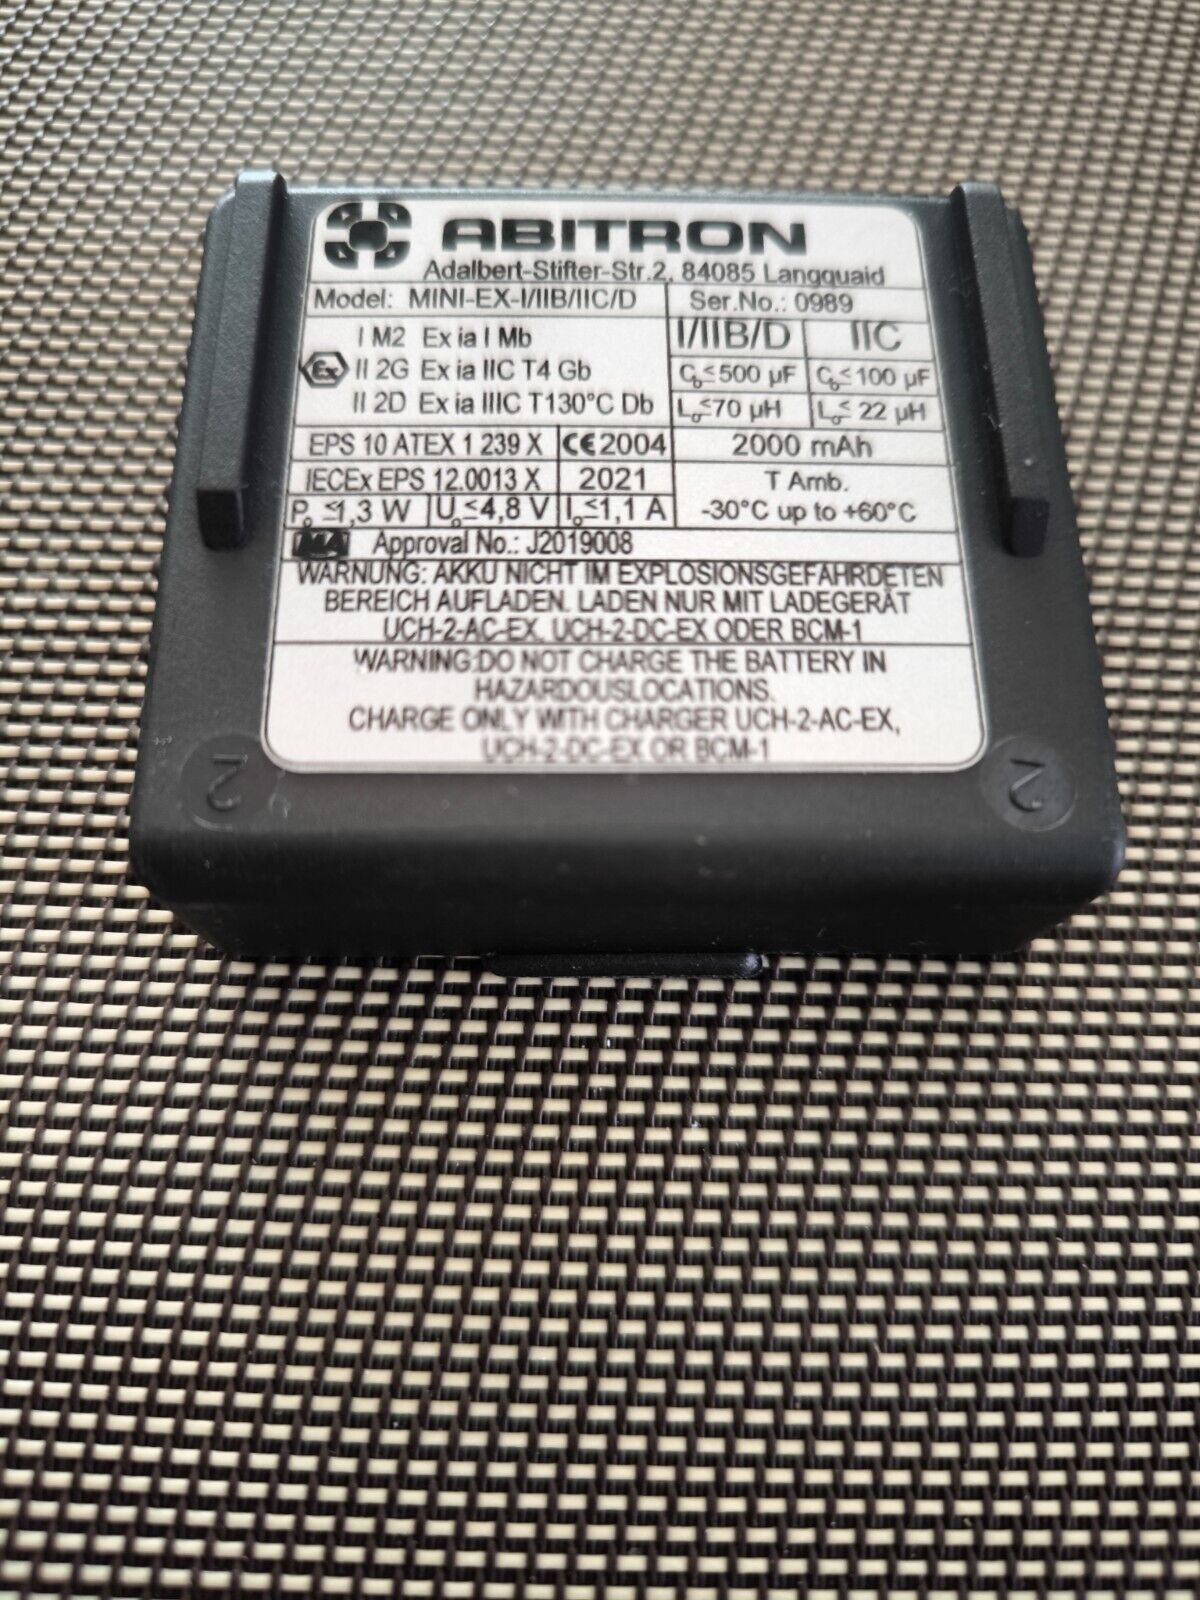 ABITRON
Adalbert-Stifter-Str.2, 84085 Langquaid
Model: MINI-EX-I/IIB/IIC/D Ser.No.: 0989
I M2 Ex ia I Mb I/IIB/D IIC
Ex II 2G Ex ia IIC T4 Gb Co≤500 µF Co≤100 µF
II 2D Ex ia IIIC T130°C Db Lo≤70 µH Lo≤ 22 µH
EPS 10 ATEX 1 239 X CE2004 2000 mAh
IECEx EPS 12.0013 X 2021 T Amb.
Po ≤1,3 W Uo≤4,8 V Io≤1,1 A -30°C up to +60°C
MA Approval No.: J2019008
WARNUNG: AKKU NICHT IM EXPLOSIONSGEFAHRDETEN
BEREICH AUFLADEN. LADEN NUR MIT LADEGERÄT
UCH-2-AC-EX, UCH-2-DC-EX ODER BCM-1
WARNING:DO NOT CHARGE THE BATTERY IN
HAZARDOUSLOCATIONS.
CHARGE ONLY WITH CHARGER UCH-2-AC-EX,
UCH-2-DC-EX OR BCM-1
2 2